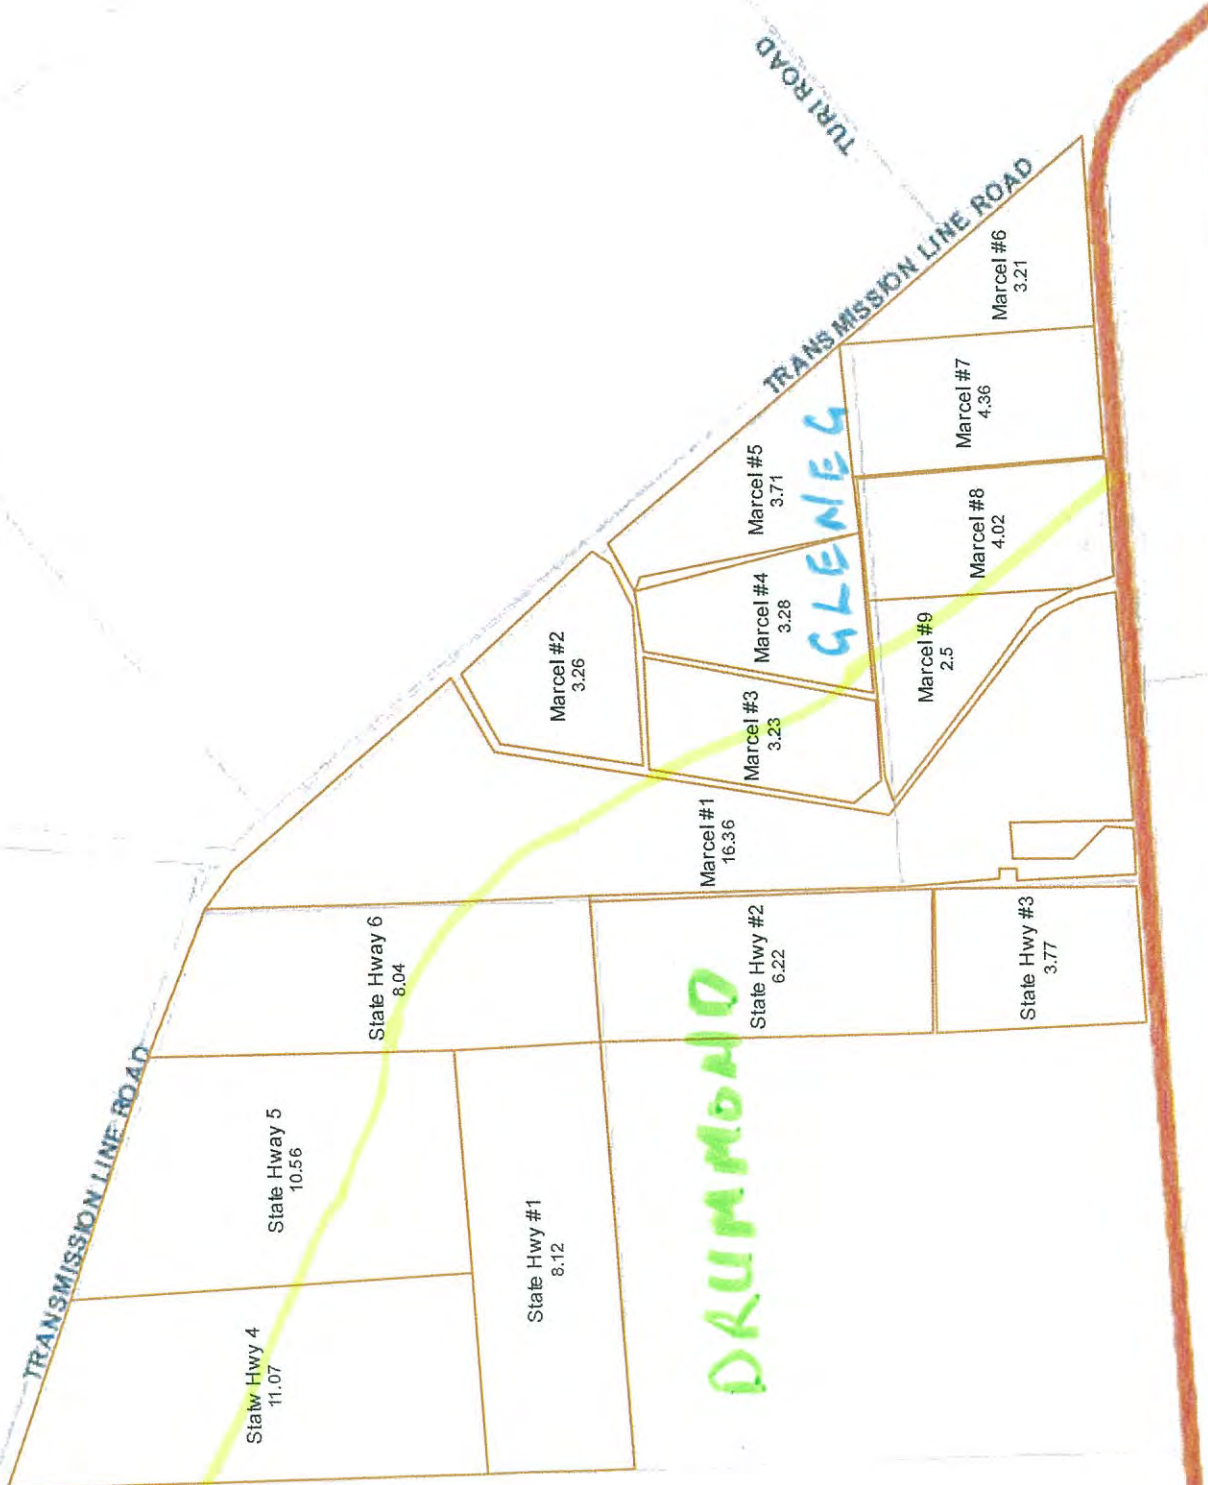 TURI ROAD
TRANSMISSION LINE ROAD
Marcel #6
3.21
Marcel #7
4.36
Marcel #5
3.71
GLENEG
Marcel #8
4.02
Marcel #4
3.28
Marcel #2
3.26
Marcel #9
2.5
Marcel #3
3.23
Marcel #1
16.36
State Hway 6
8.04
State Hwy #2
6.22
State Hwy #3
3.77
TRANSMISSION LINE ROAD
State Hway 5
10.56
State Hwy #1
8.12
DRUMMOND
Statw Hwy 4
11.07